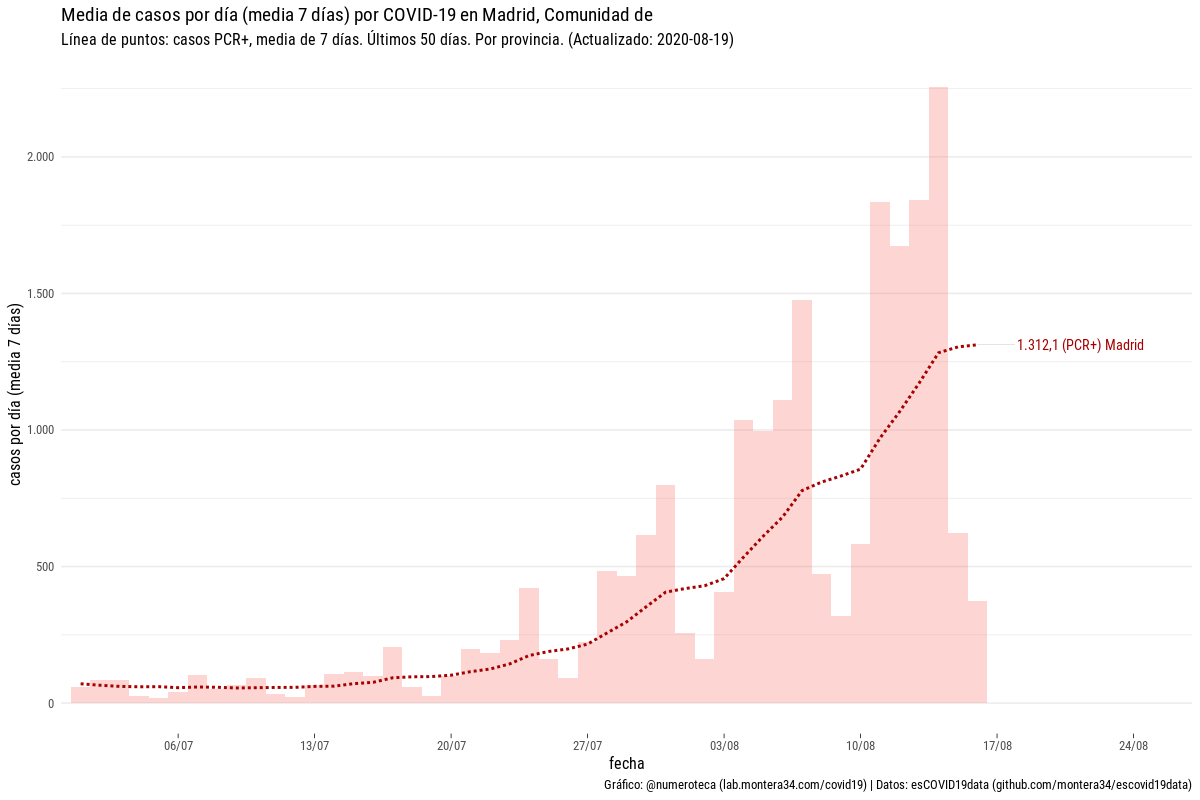 Media de casos por día (media 7 días) por COVID-19 en Madrid, Comunidad de
Línea de puntos: casos PCR+, media de 7 días. Últimos 50 días. Por provincia. (Actualizado: 2020-08-19)
casos por día (media 7 días)
2.000
1.500
1.000
500
0
1.312,1 (PCR+) Madrid
06/07
13/07
20/07
27/07
03/08
10/08
17/08
24/08
fecha
Gráfico: @numeroteca (lab.montera34.com/covid19) | Datos: esCOVID19data (github.com/montera34/escovid19data)